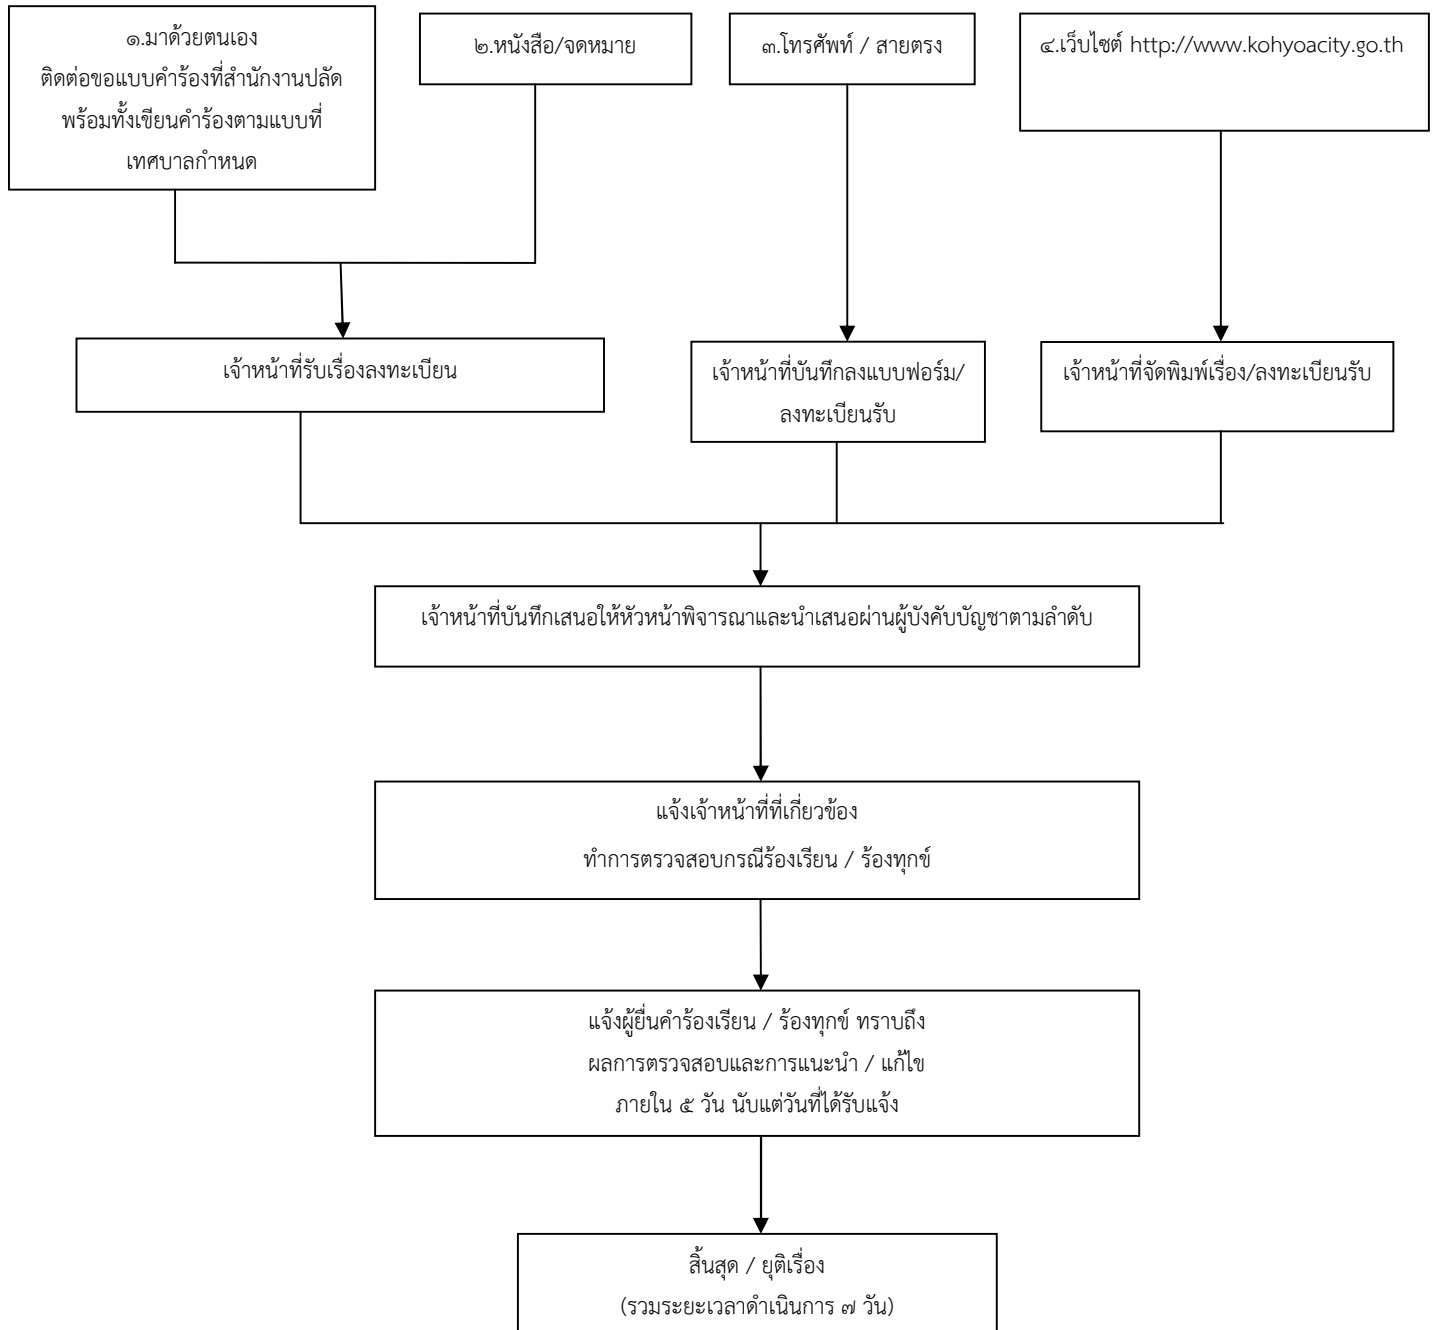 ๑.มาด้วยตนเอง
ติดต่อขอแบบคำร้องที่สำนักงานปลัด
พร้อมทั้งเขียนคำร้องตามแบบที่
เทศบาลกำหนด
๒.หนังสือ/จดหมาย
๓.โทรศัพท์ / สายตรง
๔.เว็บไซต์ http://www.kohyoacity.go.th
เจ้าหน้าที่รับเรื่องลงทะเบียน
เจ้าหน้าที่บันทึกลงแบบฟอร์ม/
ลงทะเบียนรับ
เจ้าหน้าที่จัดพิมพ์เรื่อง/ลงทะเบียนรับ
เจ้าหน้าที่บันทึกเสนอให้หัวหน้าพิจารณาและนำเสนอผ่านผู้บังคับบัญชาตามลำดับ
แจ้งเจ้าหน้าที่ที่เกี่ยวข้อง
ทำการตรวจสอบกรณีร้องเรียน / ร้องทุกข์
แจ้งผู้ยื่นคำร้องเรียน / ร้องทุกข์ ทราบถึง
ผลการตรวจสอบและการแนะนำ / แก้ไข
ภายใน ๕ วัน นับแต่วันที่ได้รับแจ้ง
สิ้นสุด / ยุติเรื่อง
(รวมระยะเวลาดำเนินการ ๗ วัน)